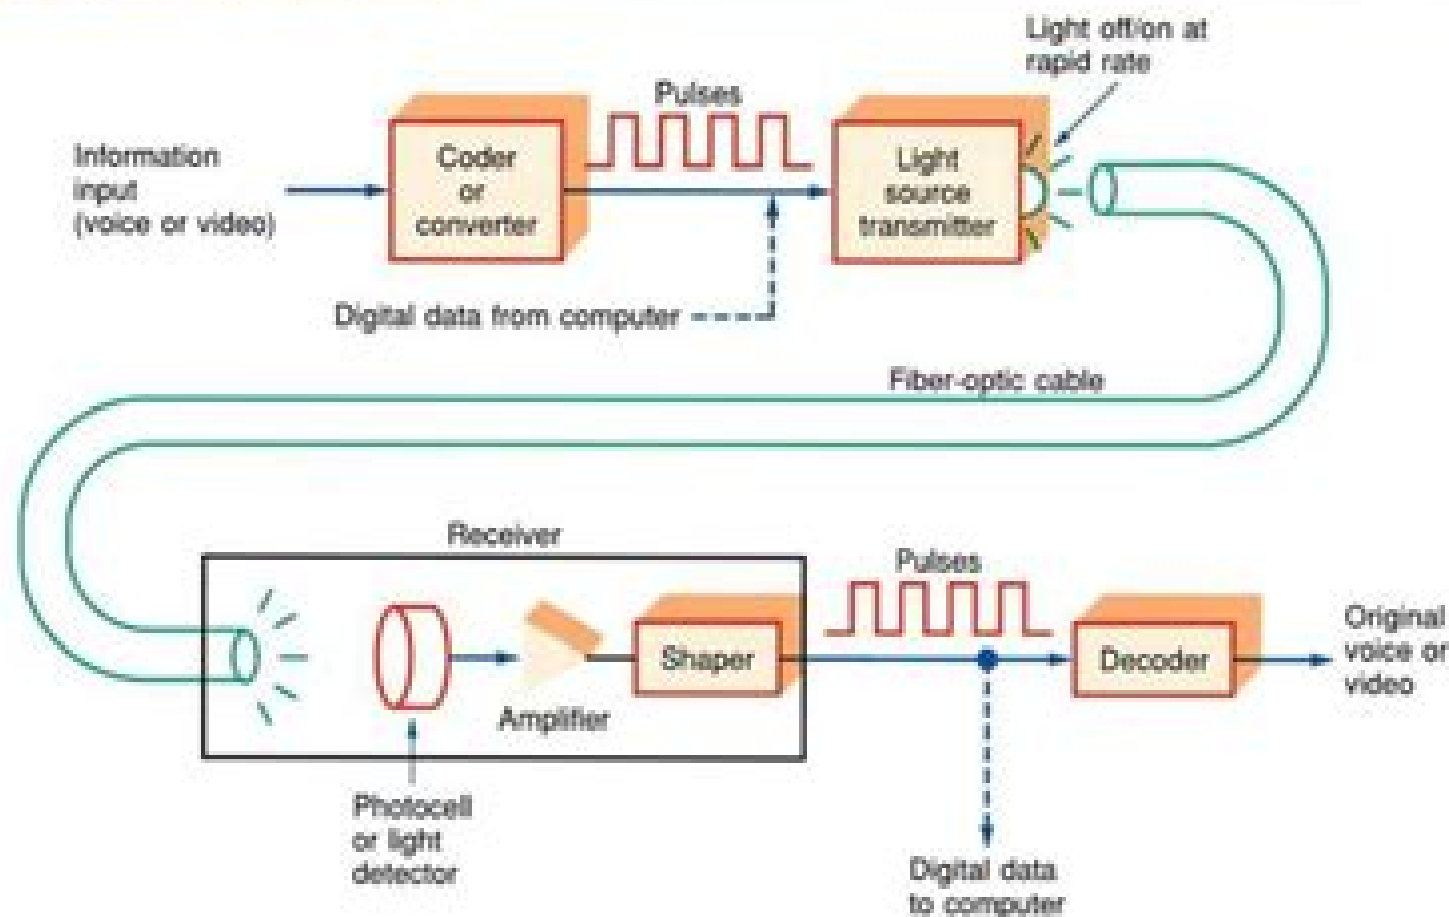 Light off/on at
rapid rate
Pulses
Information
input
(voice or video)
Coder
or
converter
Light
source
transmitter
Digital data from computer
Fiber-optic cable
Receiver
Pulses
Shaper
Amplifier
Decoder
Original
voice or
video
Photocell
or light
detector
Digital data
to computer